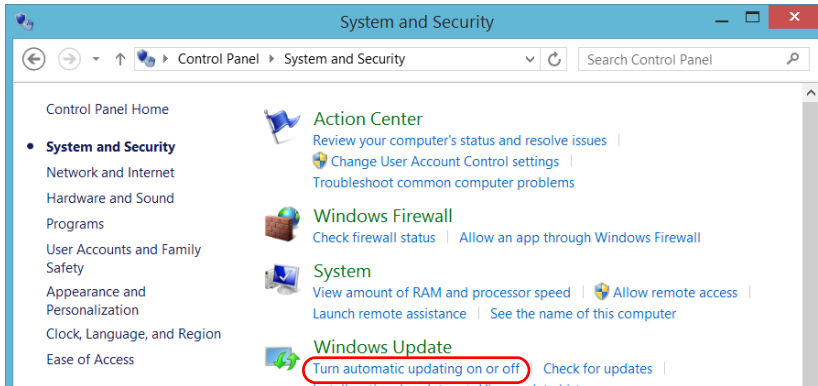 System and Security
Control Panel System and Security
Search Control Panel
Control Panel Home
System and Security
Network and Internet
Hardware and Sound
Programs
User Accounts and Family
Safety
Appearance and
Personalization
Clock, Language, and Region
Ease of Access
Action Center
Review your computer's status and resolve issues
Change User Account Control settings
Troubleshoot common computer problems
Windows Firewall
Check firewall status Allow an app through Windows Firewall
System
View amount of RAM and processor speed Allow remote access
Launch remote assistance See the name of this computer
Windows Update
Turn automatic updating on or off Check for updates